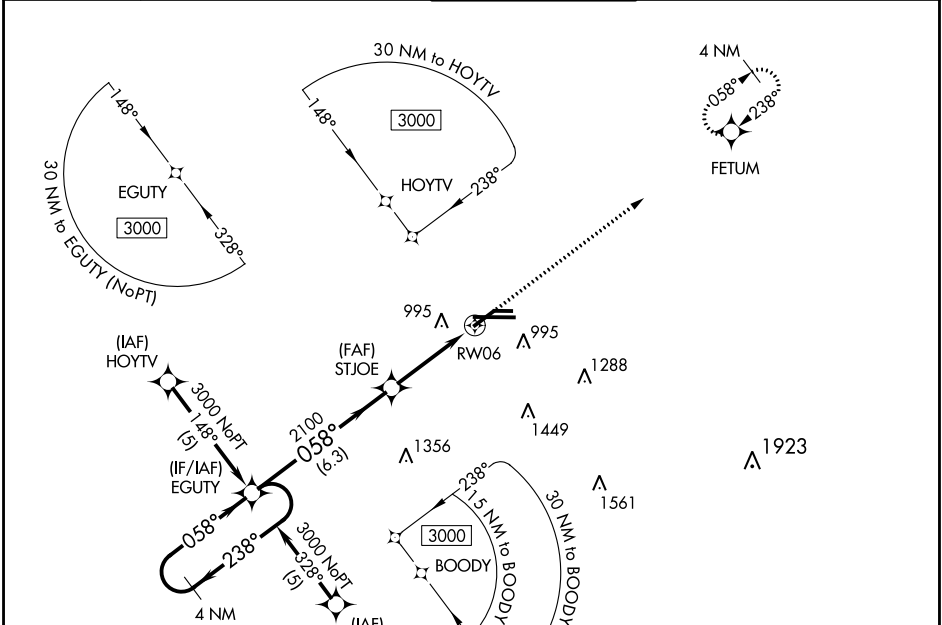 4 NM
058°
238°
FETUM
30 NM to HOYTV
148°
3000
HOYTV
238°
148°
EGUTY
3000
328°
30 NM to EGUTY (NoPT)
995
RW06
995
1288
1449
1356
1923
1561
(IAF)
HOYTV
3000 NoPT
148°
(5)
(FAF)
STJOE
2100
058°
(6.3)
(IF/IAF)
EGUTY
058°
238°
4 NM
3000 NoPT
328°
(5)
(IAF)
238°
3000
BOODY
15 NM to BOODY
30 NM to BOODY